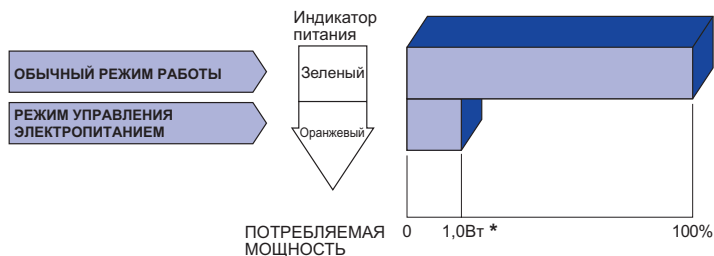 Индикатор
питания
ОБЫЧНЫЙ РЕЖИМ РАБОТЫ
Зеленый
РЕЖИМ УПРАВЛЕНИЯ
ЭЛЕКТРОПИТАНИЕМ
Оранжевый
ПОТРЕБЛЯЕМАЯ
МОЩНОСТЬ
0 1,0Вт * 100%